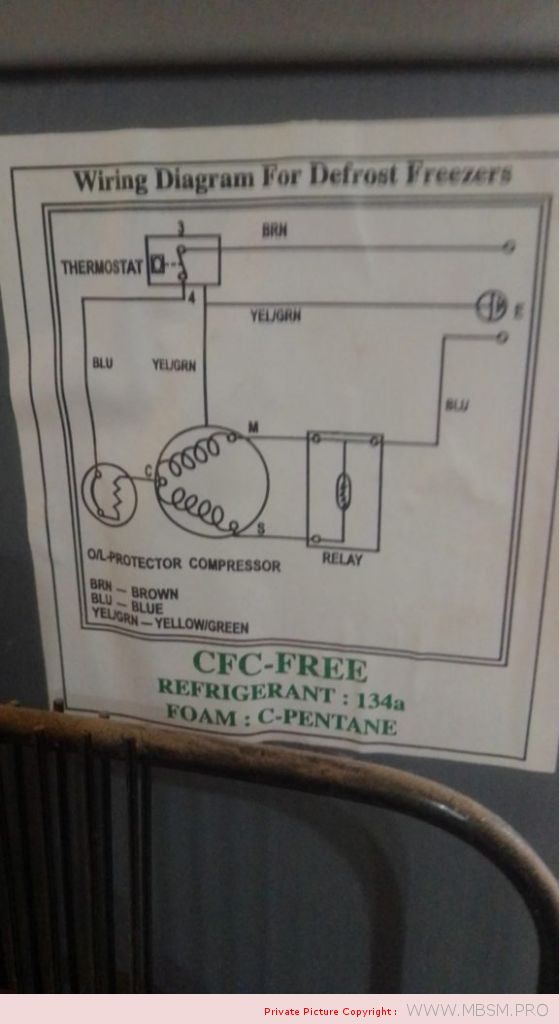 Wiring Diagram For Defrost Freezers
3
BRN
THERMOSTAT
4
YEL/GRN
E
BLU
YEL/GRN
BLU
M
C
S
O/L-PROTECTOR COMPRESSOR
RELAY
BRN — BROWN
BLU — BLUE
YEL/GRN — YELLOW/GREEN
CFC-FREE
REFRIGERANT : 134a
FOAM : C-PENTANE
Private Picture Copyright : WWW.MBSM.PRO